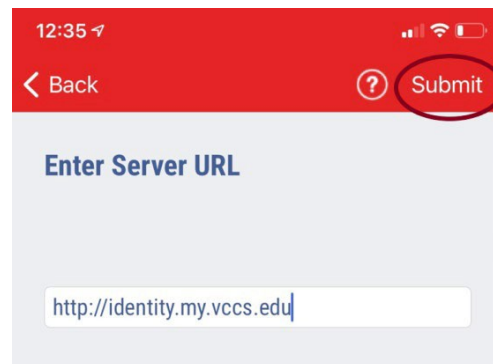 12:35
Back ? Submit
Enter Server URL
http://identity.my.vccs.edu